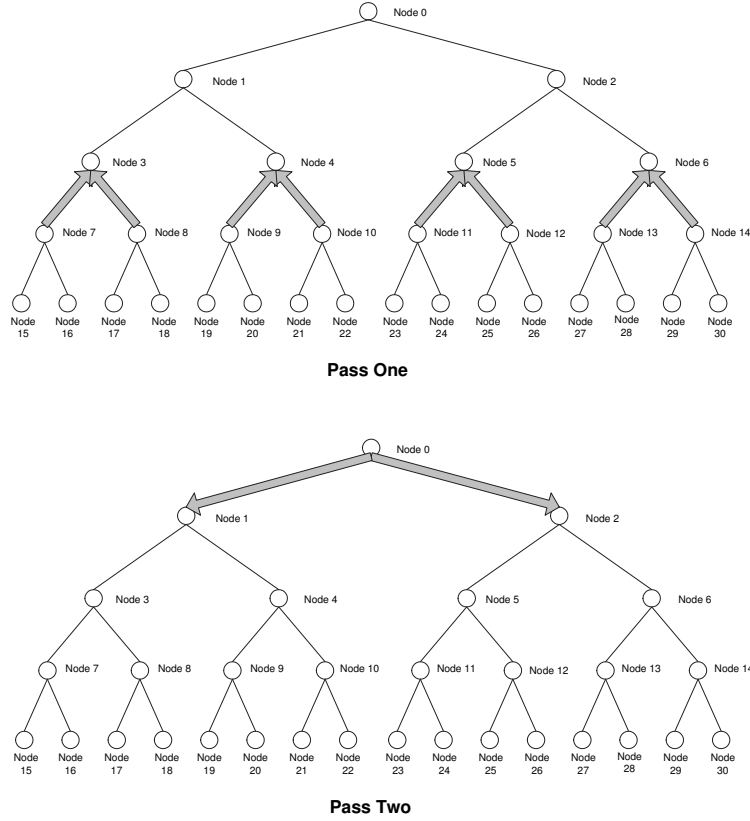 Node 0
Node 1
Node 2
Node 3
Node 4
Node 5
Node 6
Node 7
Node 8
Node 9
Node 10
Node 11
Node 12
Node 13
Node 14
Node
15
Node
16
Node
17
Node
18
Node
19
Node
20
Node
21
Node
22
Node
23
Node
24
Node
25
Node
26
Node
27
Node
28
Node
29
Node
30
Pass One
Node 0
Node 1
Node 2
Node 3
Node 4
Node 5
Node 6
Node 7
Node 8
Node 9
Node 10
Node 11
Node 12
Node 13
Node 14
Node
15
Node
16
Node
17
Node
18
Node
19
Node
20
Node
21
Node
22
Node
23
Node
24
Node
25
Node
26
Node
27
Node
28
Node
29
Node
30
Pass Two